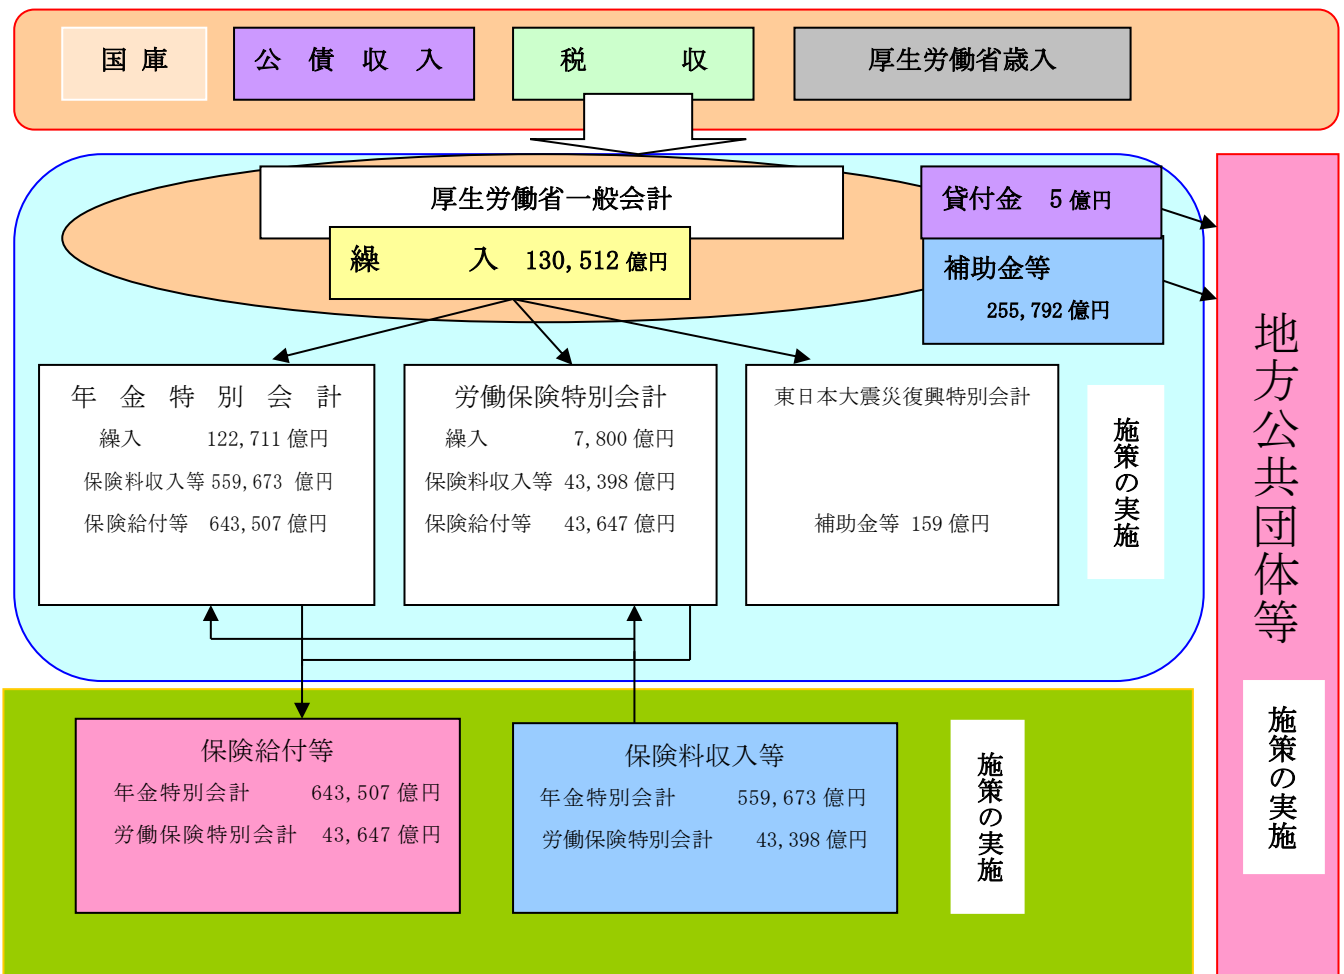 国 庫
公 債 収 入
税 収
厚生労働省歳入
厚生労働省一般会計
繰 入 130,512 億円
貸付金 5 億円
補助金等
255,792 億円
年 金 特 別 会 計
繰入 122,711 億円
保険料収入等 559,673 億円
保険給付等 643,507 億円
労働保険特別会計
繰入 7,800 億円
保険料収入等 43,398 億円
保険給付等 43,647 億円
東日本大震災復興特別会計
補助金等 159 億円
施策の実施
地方公共団体等
施策の実施
保険給付等
年金特別会計 643,507 億円
労働保険特別会計 43,647 億円
保険料収入等
年金特別会計 559,673 億円
労働保険特別会計 43,398 億円
施策の実施